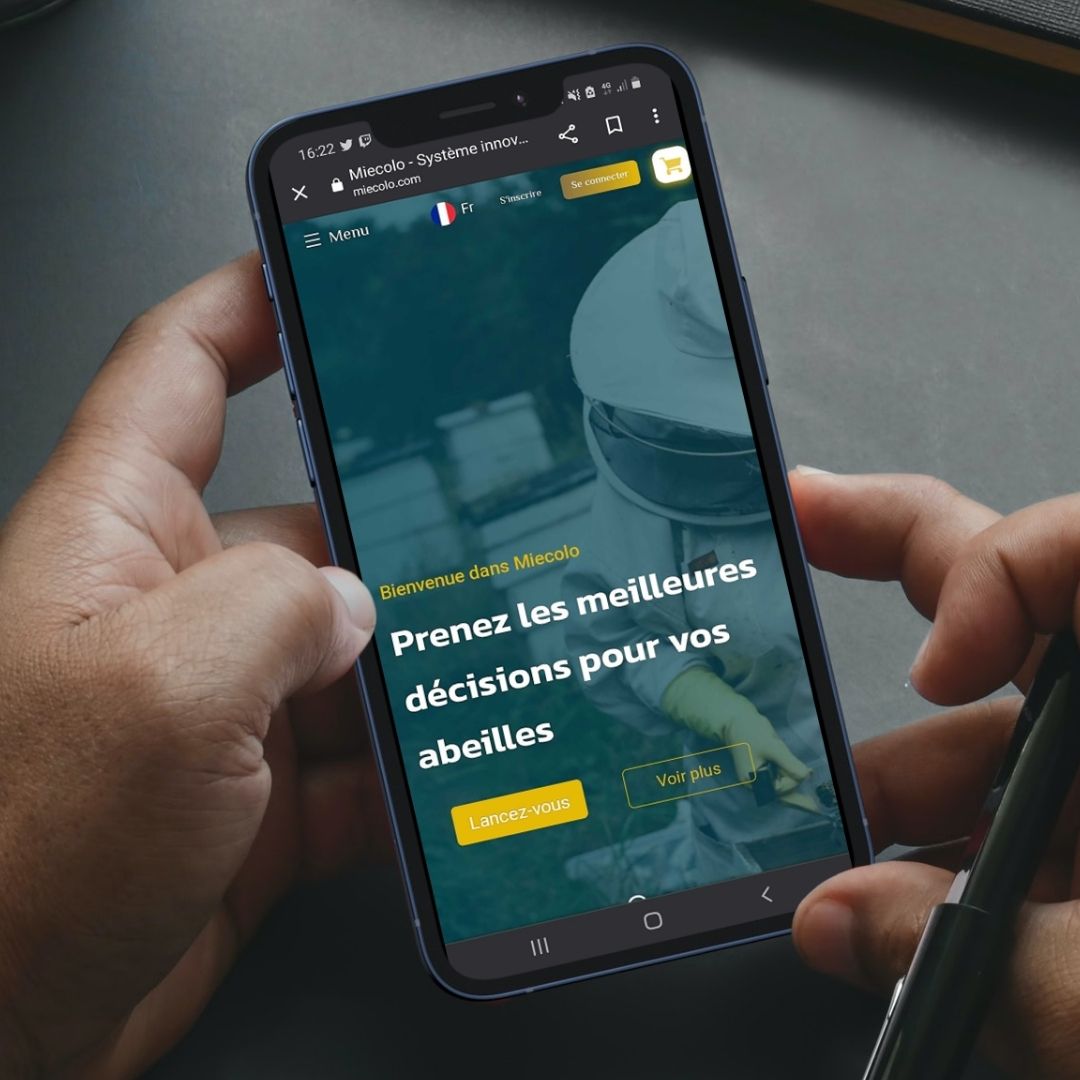 16:22
4G
Miecolo - Système innov...
miecolo.com
Menu
Fr
S'inscrire
Se connecter
Bienvenue dans Miecolo
Prenez les meilleures
décisions pour vos
abeilles
Lancez-vous
Voir plus